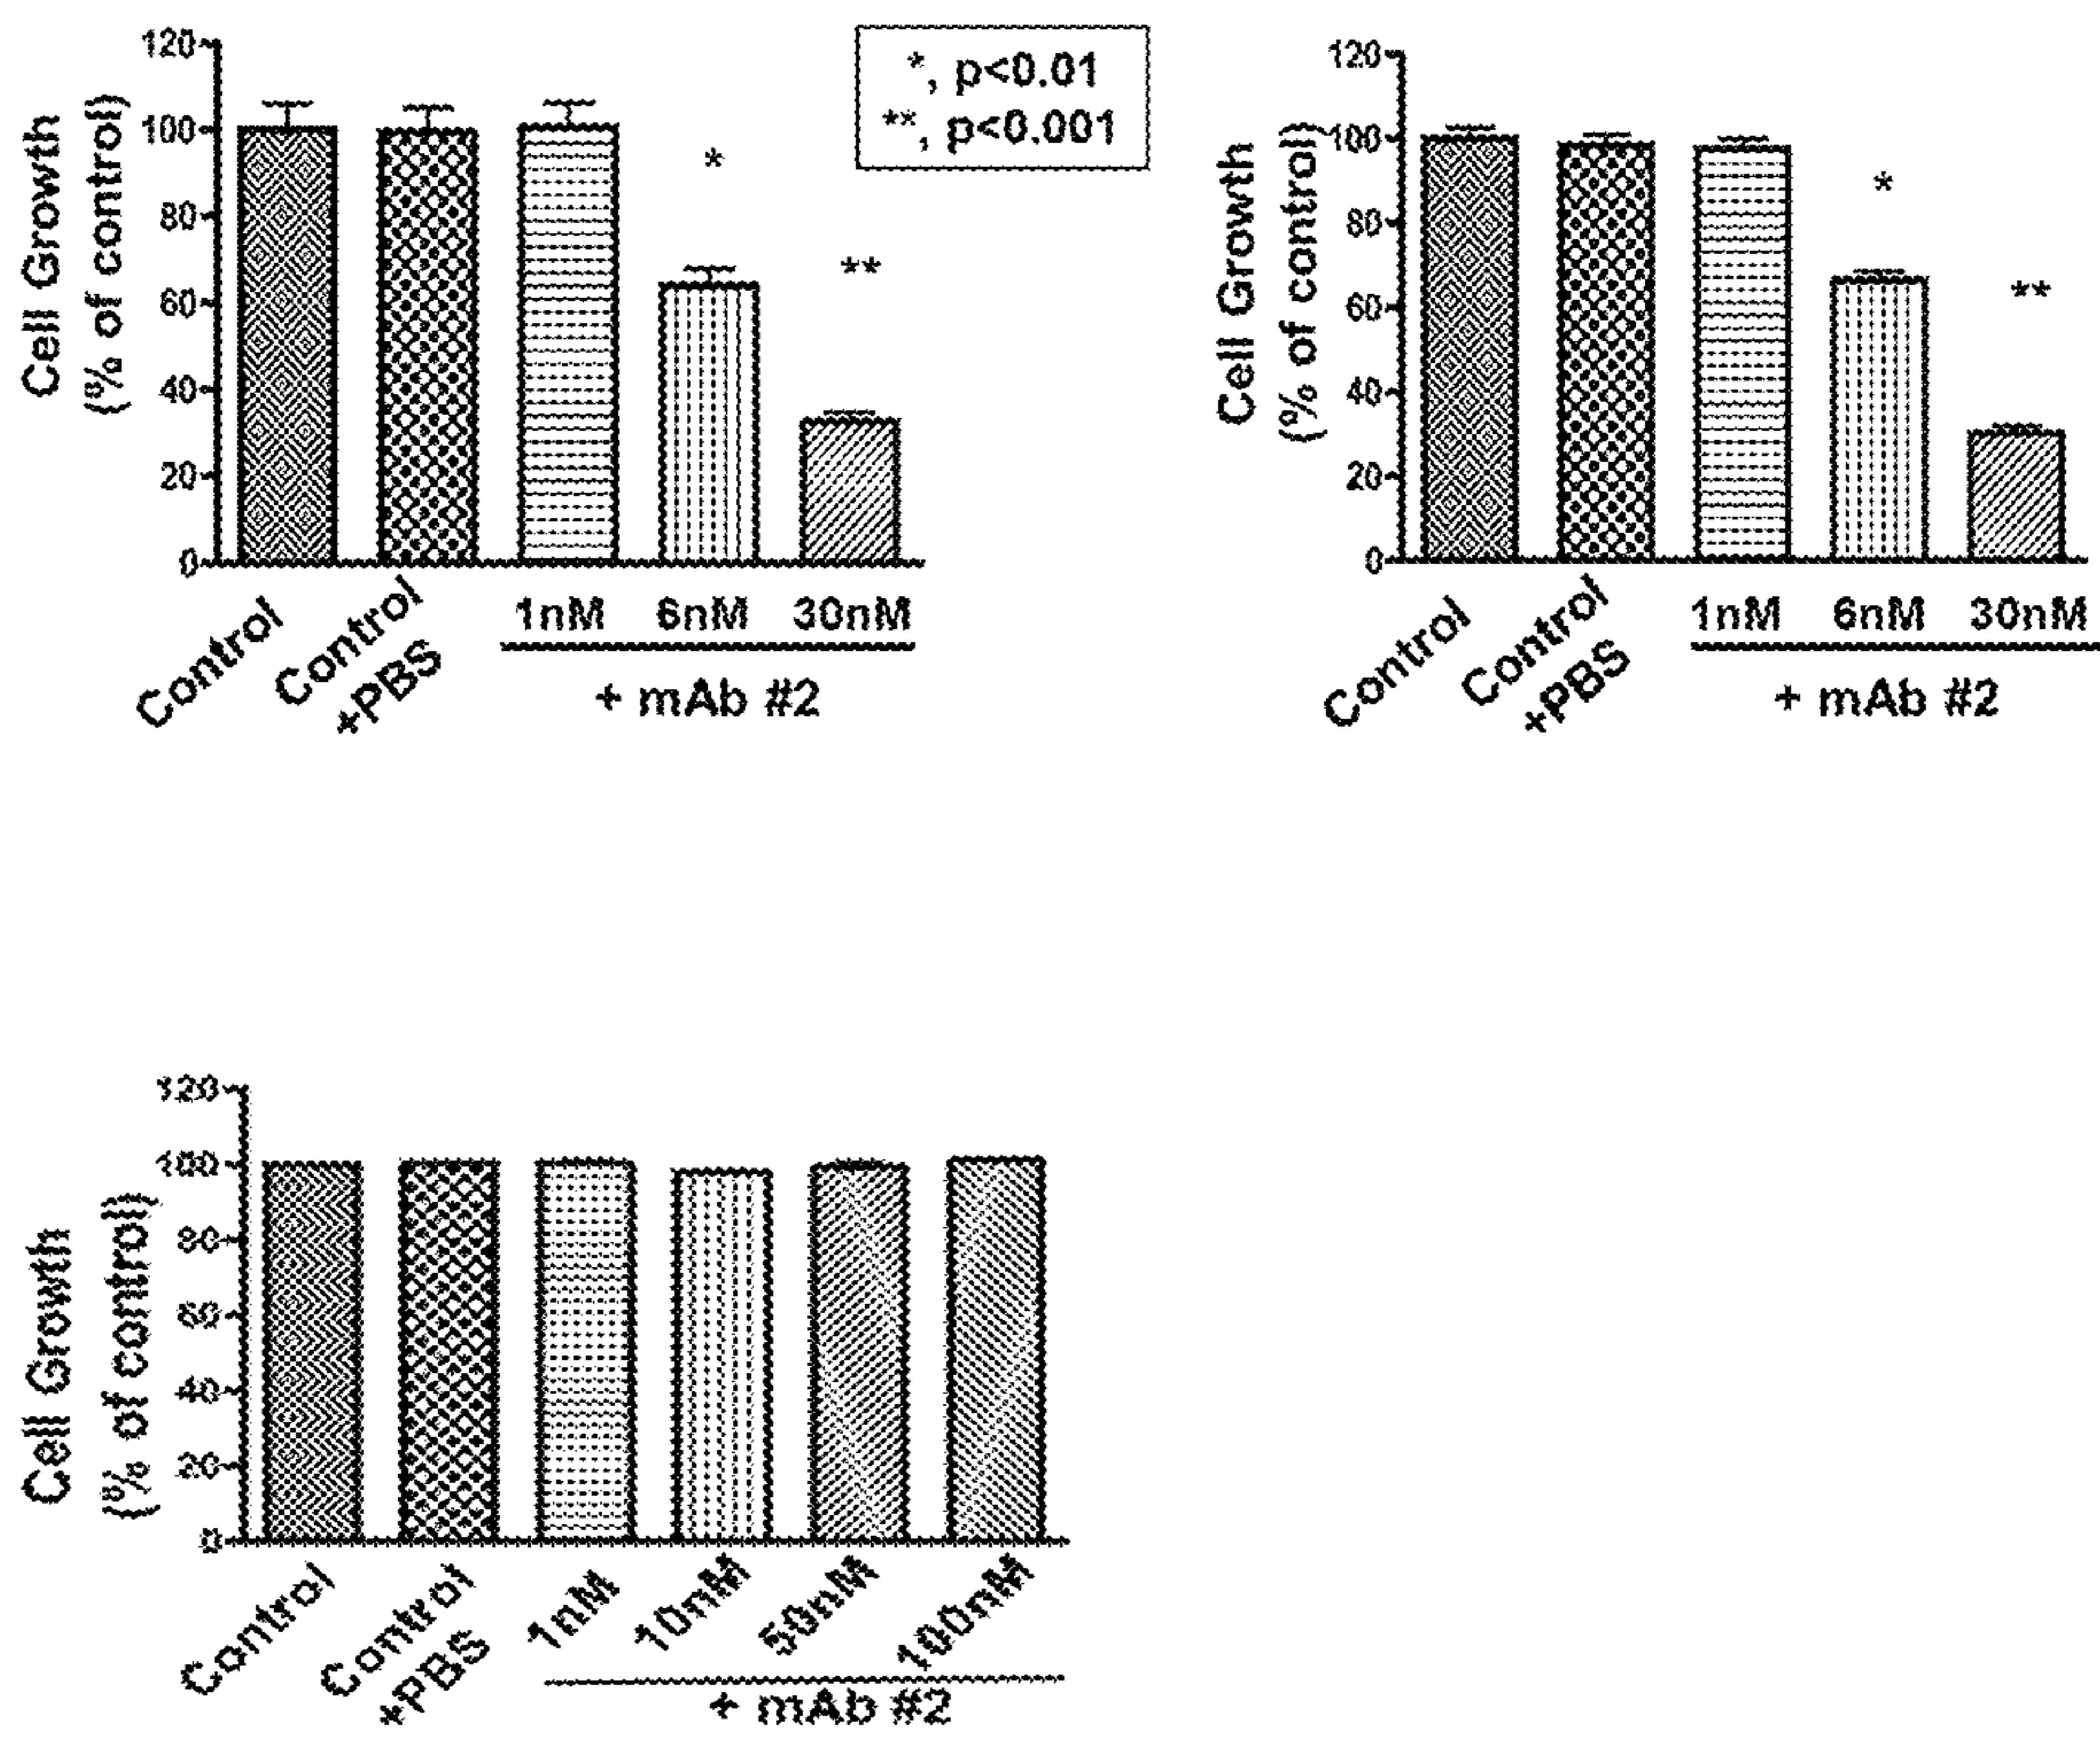 Cell Growth
(% of control)
120
100
80
60
40
20
0
*
**
*, p<0.01
**, p<0.001
Control
Control
+PBS
1nM 6nM 30nM
+ mAb #2
Cell Growth
(% of control)
120
100
80
60
40
20
0
*
**
Control
Control
+PBS
1nM 6nM 30nM
+ mAb #2
Cell Growth
(% of control)
120
100
80
60
40
20
0
Control
Control
+PBS
1nM
10nM
50nM
100nM
+ mAb #2